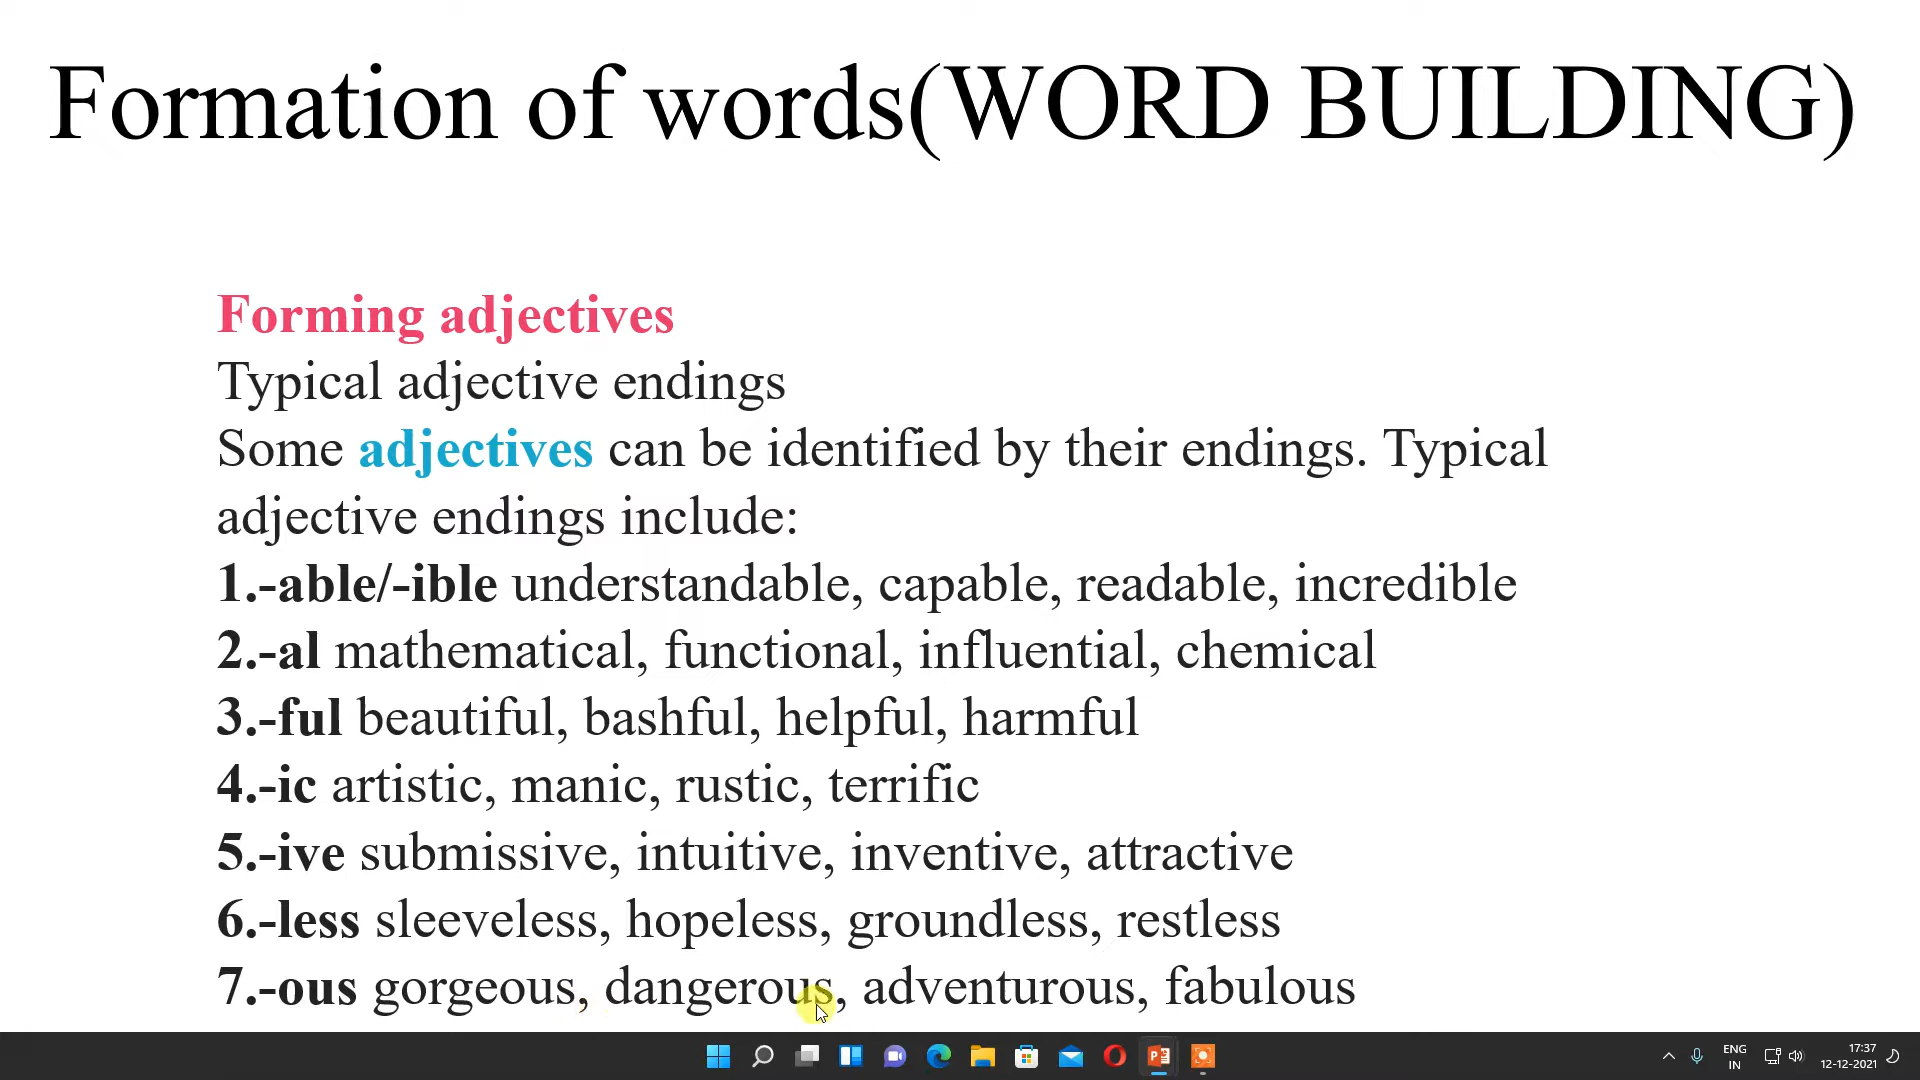 Formation of words(WORD BUILDING)
Forming adjectives
Typical adjective endings
Some adjectives can be identified by their endings. Typical
adjective endings include:
1.-able/-ible understandable, capable, readable, incredible
2.-al mathematical, functional, influential, chemical
3.-ful beautiful, bashful, helpful, harmful
4.-ic artistic, manic, rustic, terrific
5.-ive submissive, intuitive, inventive, attractive
6.-less sleeveless, hopeless, groundless, restless
7.-ous gorgeous, dangerous, adventurous, fabulous
ENG
IN
17:37
12-12-2021